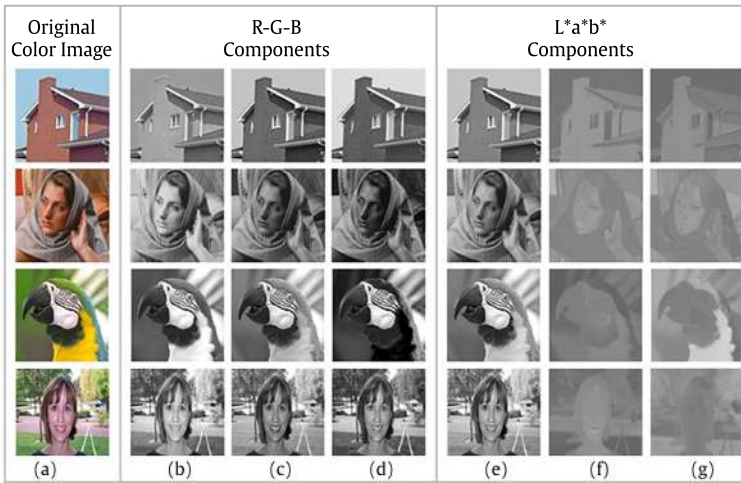 Original
Color Image
R-G-B
Components
L*a*b*
Components
(a)
(b)
(c)
(d)
(e)
(f)
(g)